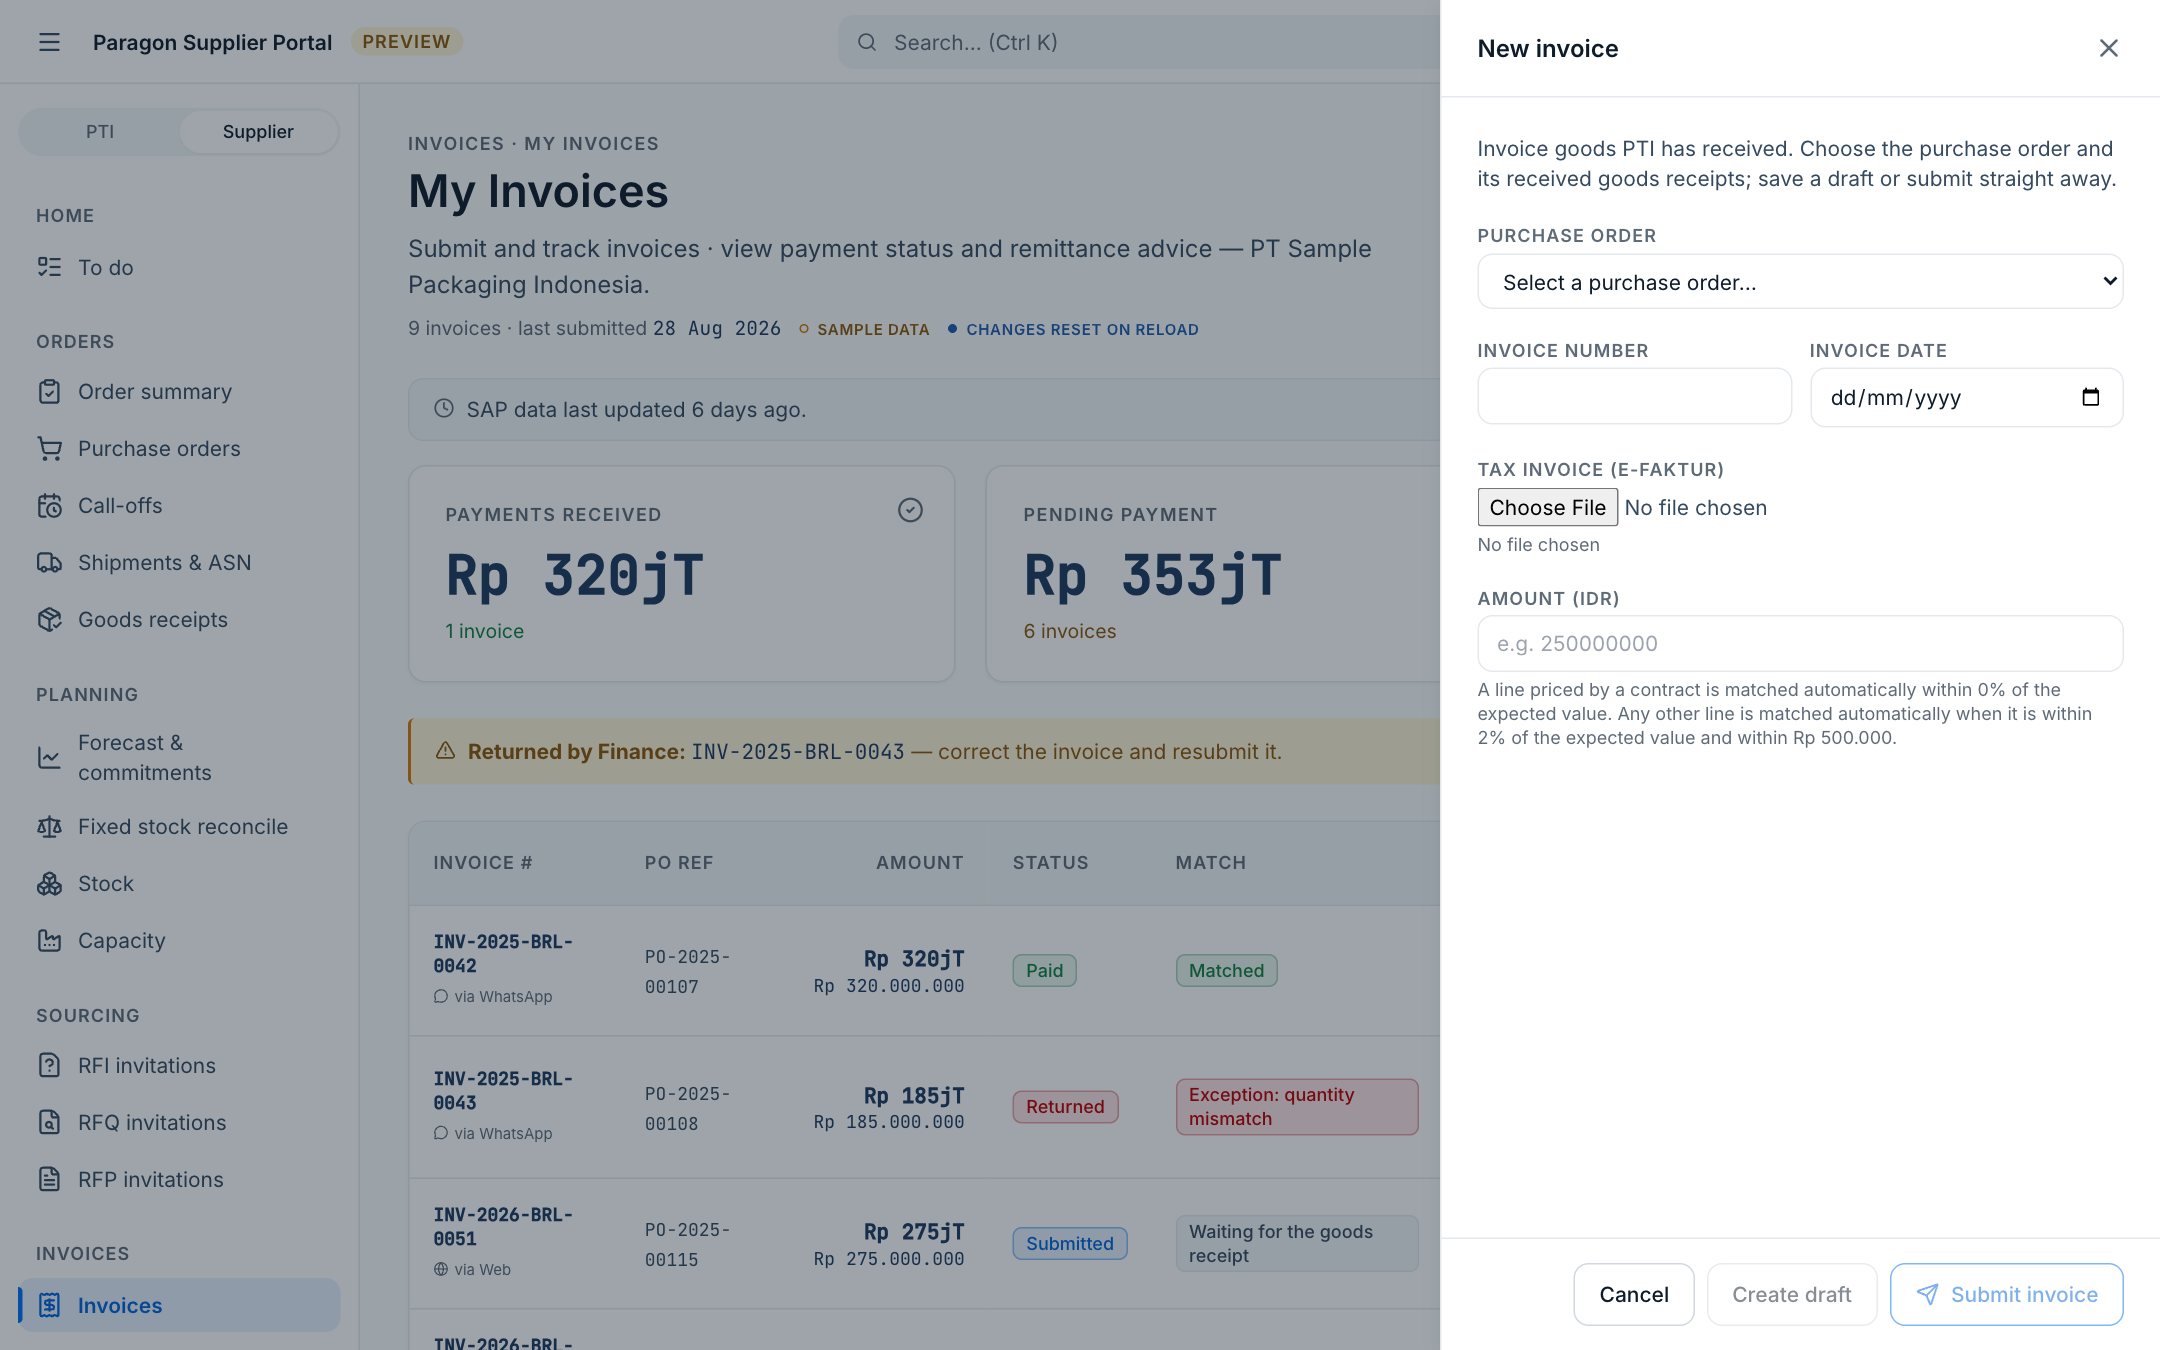 Paragon Supplier Portal
PREVIEW
Search... (Ctrl K)
PTI
Supplier
HOME
To do
ORDERS
Order summary
Purchase orders
Call-offs
Shipments & ASN
Goods receipts
PLANNING
Forecast &
commitments
Fixed stock reconcile
Stock
Capacity
SOURCING
RFI invitations
RFQ invitations
RFP invitations
INVOICES
Invoices
INVOICES · MY INVOICES
My Invoices
Submit and track invoices · view payment status and remittance advice — PT Sample
Packaging Indonesia.
9 invoices · last submitted 28 Aug 2026
SAMPLE DATA
CHANGES RESET ON RELOAD
SAP data last updated 6 days ago.
PAYMENTS RECEIVED
Rp 320jT
1 invoice
PENDING PAYMENT
Rp 353jT
6 invoices
Returned by Finance: INV-2025-BRL-0043 — correct the invoice and resubmit it.
INVOICE # PO REF AMOUNT STATUS MATCH
INV-2025-BRL-
0042
via WhatsApp
PO-2025-
00107
Rp 320jT
Rp 320.000.000
Paid
Matched
INV-2025-BRL-
0043
via WhatsApp
PO-2025-
00108
Rp 185jT
Rp 185.000.000
Returned
Exception: quantity
mismatch
INV-2026-BRL-
0051
via Web
PO-2025-
00115
Rp 275jT
Rp 275.000.000
Submitted
Waiting for the goods
receipt
INV-2026-BRL-
New invoice
Invoice goods PTI has received. Choose the purchase order and
its received goods receipts; save a draft or submit straight away.
PURCHASE ORDER
Select a purchase order...
INVOICE NUMBER
INVOICE DATE
dd/mm/yyyy
TAX INVOICE (E-FAKTUR)
Choose File No file chosen
No file chosen
AMOUNT (IDR)
e.g. 250000000
A line priced by a contract is matched automatically within 0% of the
expected value. Any other line is matched automatically when it is within
2% of the expected value and within Rp 500.000.
Cancel
Create draft
Submit invoice